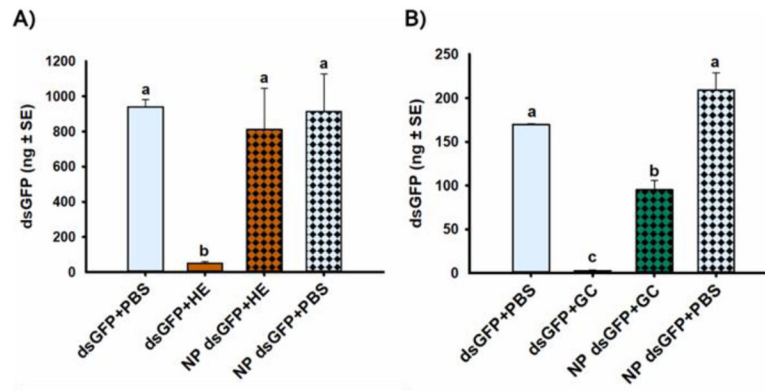 A)
dsGFP (ng ± SE)
1200
1000
800
600
400
200
0
a
b
a
a
dsGFP+PBS
dsGFP+HE
NP dsGFP+HE
NP dsGFP+PBS
B)
dsGFP (ng ± SE)
250
200
150
100
50
0
a
c
b
a
dsGFP+PBS
dsGFP+GC
NP dsGFP+GC
NP dsGFP+PBS